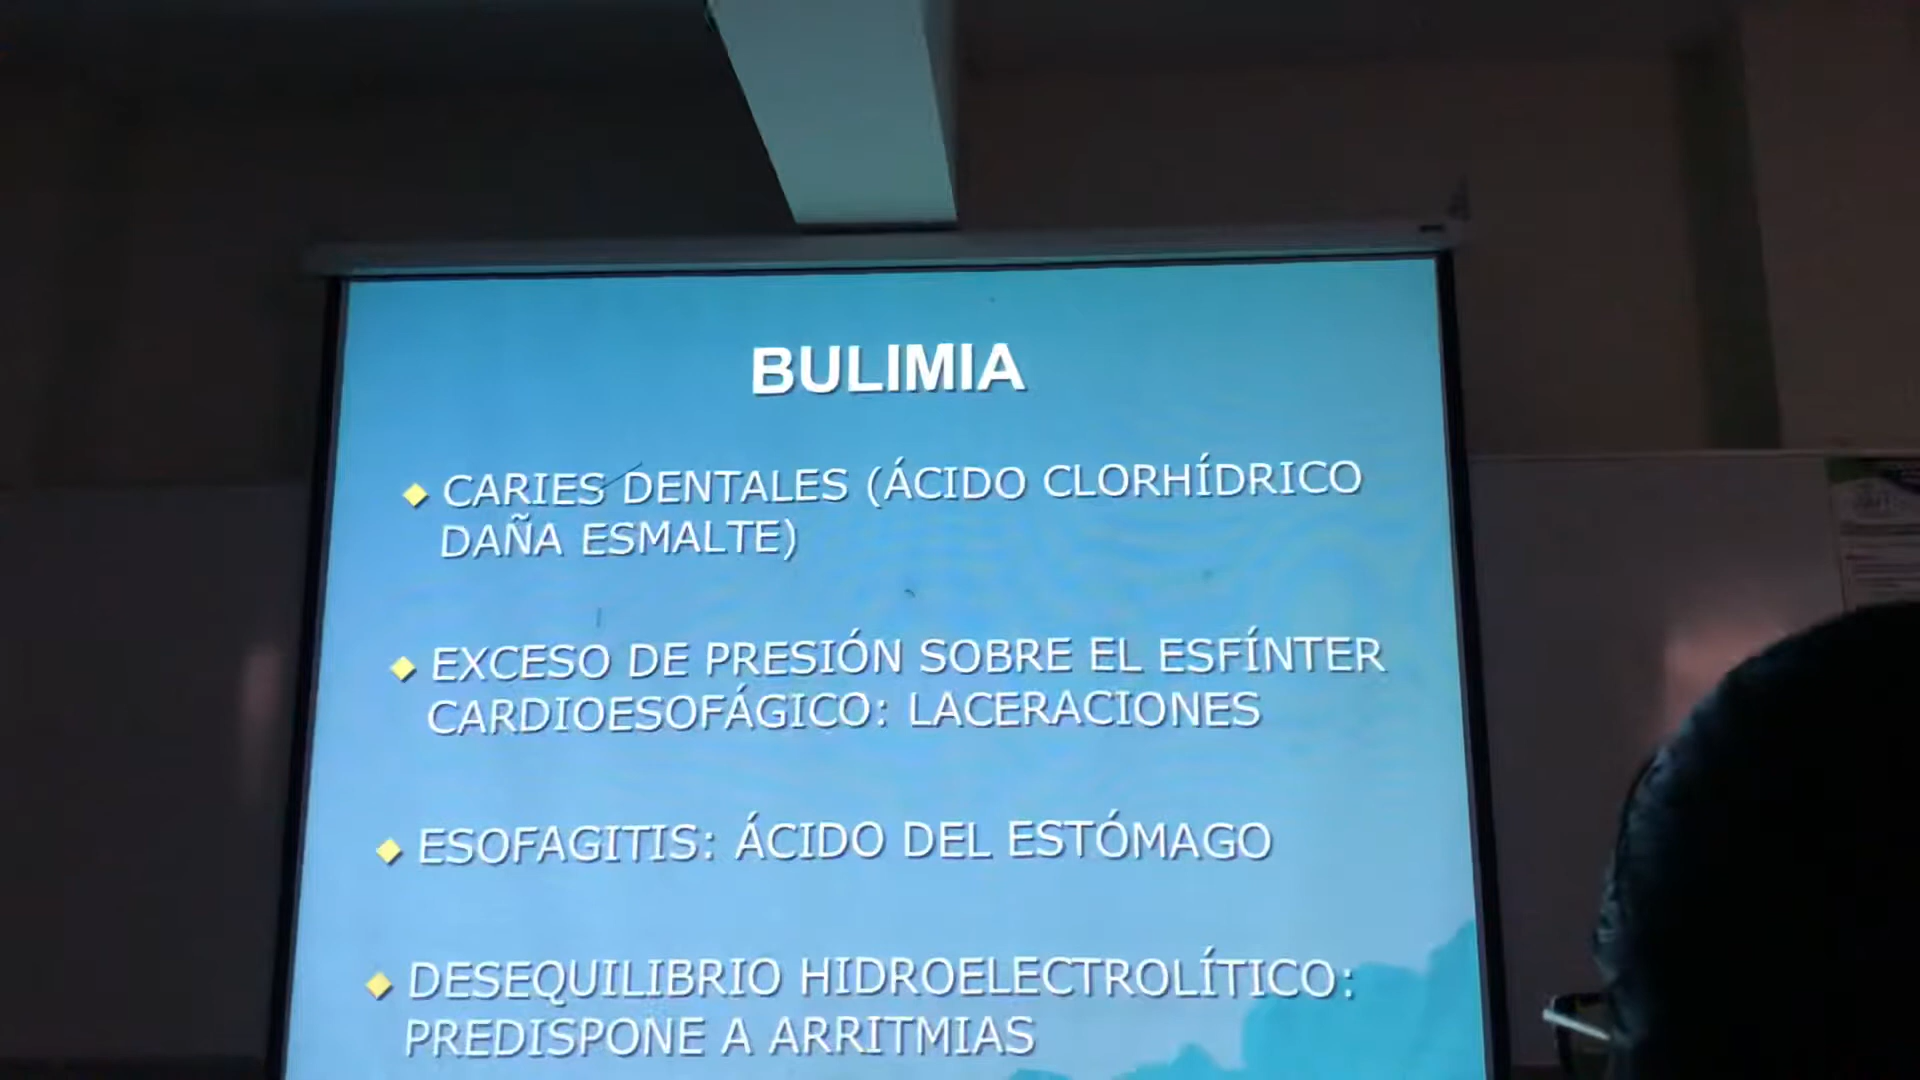 BULIMIA
CARIES DENTALES (ÁCIDO CLORHÍDRICO
DAÑA ESMALTE)
EXCESO DE PRESIÓN SOBRE EL ESFÍNTER
CARDIOESOFÁGICO: LACERACIONES
ESOFAGITIS: ÁCIDO DEL ESTÓMAGO
DESEQUILIBRIO HIDROELECTROLÍTICO:
PREDISPONE A ARRITMIAS